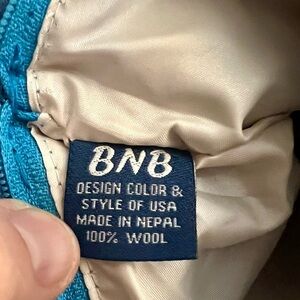 BNB
DESIGN COLOR &
STYLE OF USA
MADE IN NEPAL
100% WOOL